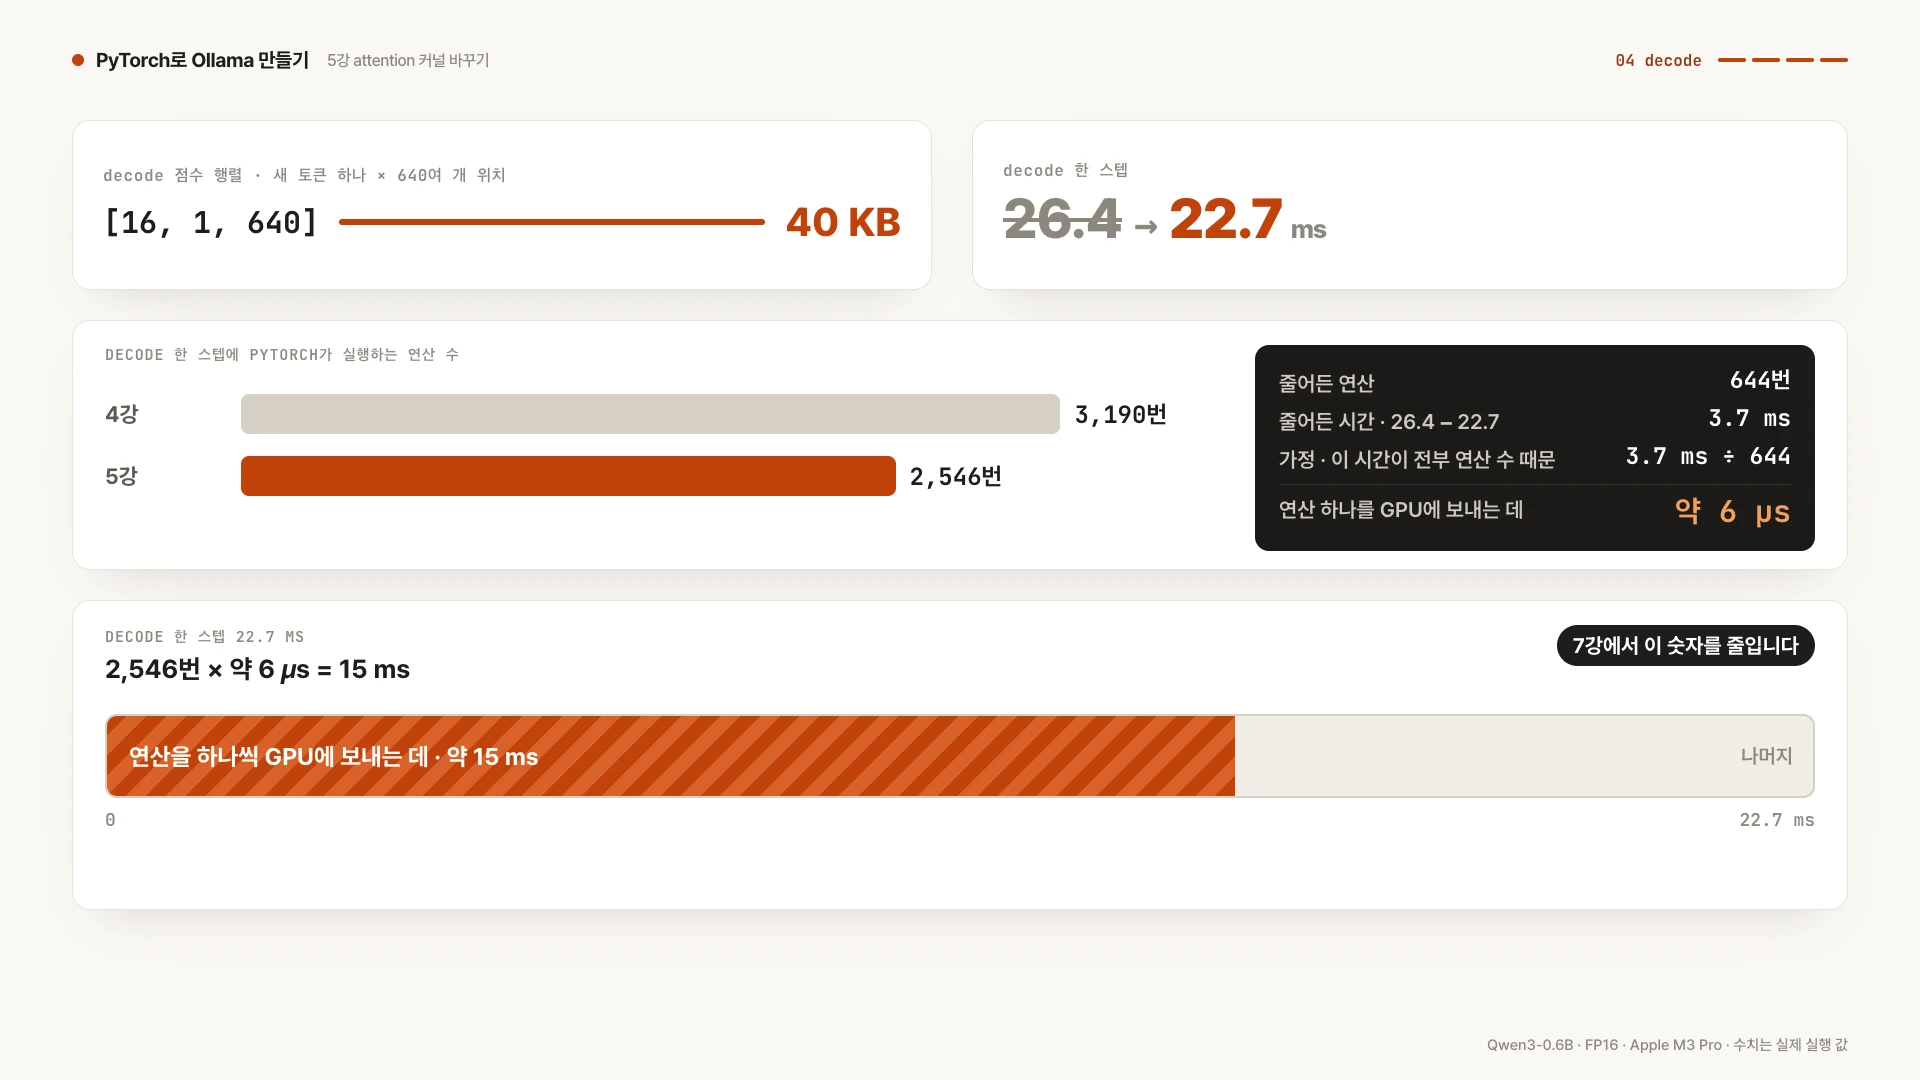 PyTorch로 Ollama 만들기 5강 attention 커널 바꾸기
04 decode
decode 점수 행렬 · 새 토큰 하나 × 640여 개 위치
[16, 1, 640] 40 KB
decode 한 스텝
26.4 → 22.7 ms
DECODE 한 스텝에 PYTORCH가 실행하는 연산 수
4강 3,190번
5강 2,546번
줄어든 연산 644번
줄어든 시간 · 26.4 – 22.7 3.7 ms
가정 · 이 시간이 전부 연산 수 때문 3.7 ms ÷ 644
연산 하나를 GPU에 보내는 데 약 6 µs
DECODE 한 스텝 22.7 MS
2,546번 × 약 6 µs = 15 ms
7강에서 이 숫자를 줄입니다
연산을 하나씩 GPU에 보내는 데 · 약 15 ms 나머지
0 22.7 ms
Qwen3-0.6B · FP16 · Apple M3 Pro · 수치는 실제 실행 값